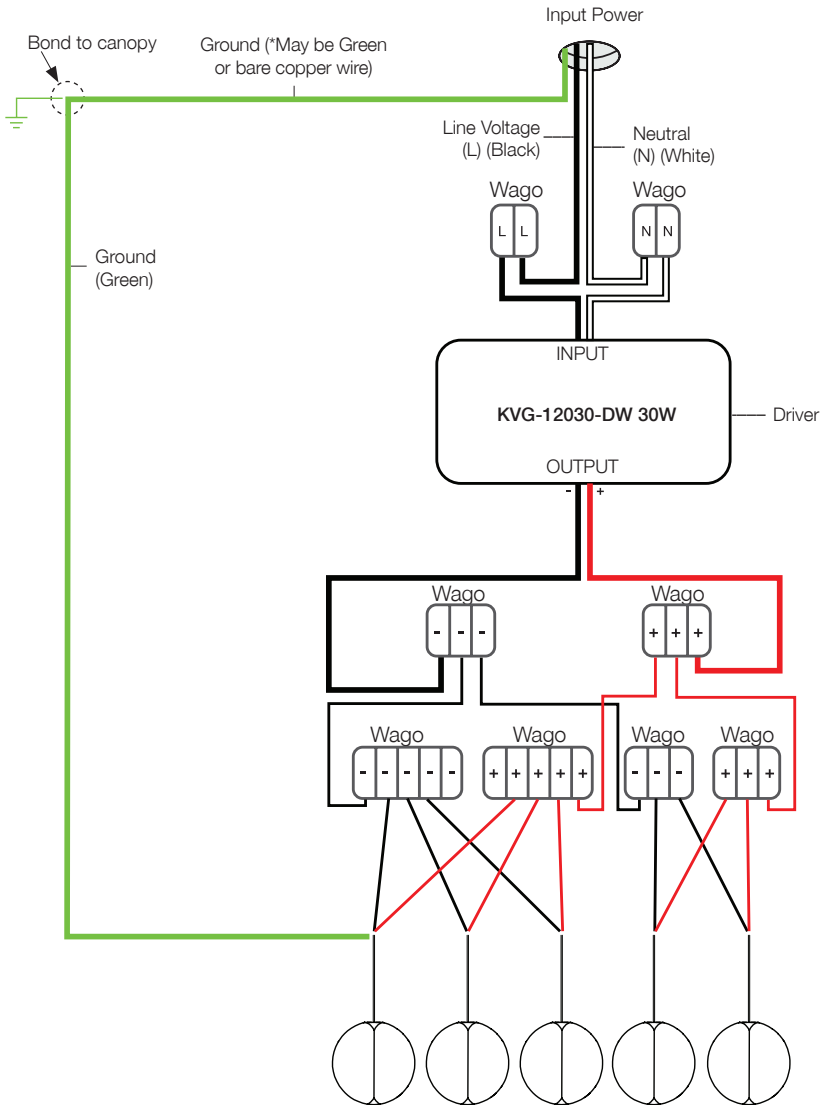 Input Power
Bond to canopy
Ground (*May be Green
or bare copper wire)
Line Voltage
(L) (Black)
Neutral
(N) (White)
Wago
Wago
L L
N N
Ground
(Green)
INPUT
KVG-12030-DW 30W
Driver
OUTPUT
- +
Wago
Wago
- - -
+ + +
Wago
Wago
Wago
Wago
- - - - -
+ + + + +
- - -
+ + +